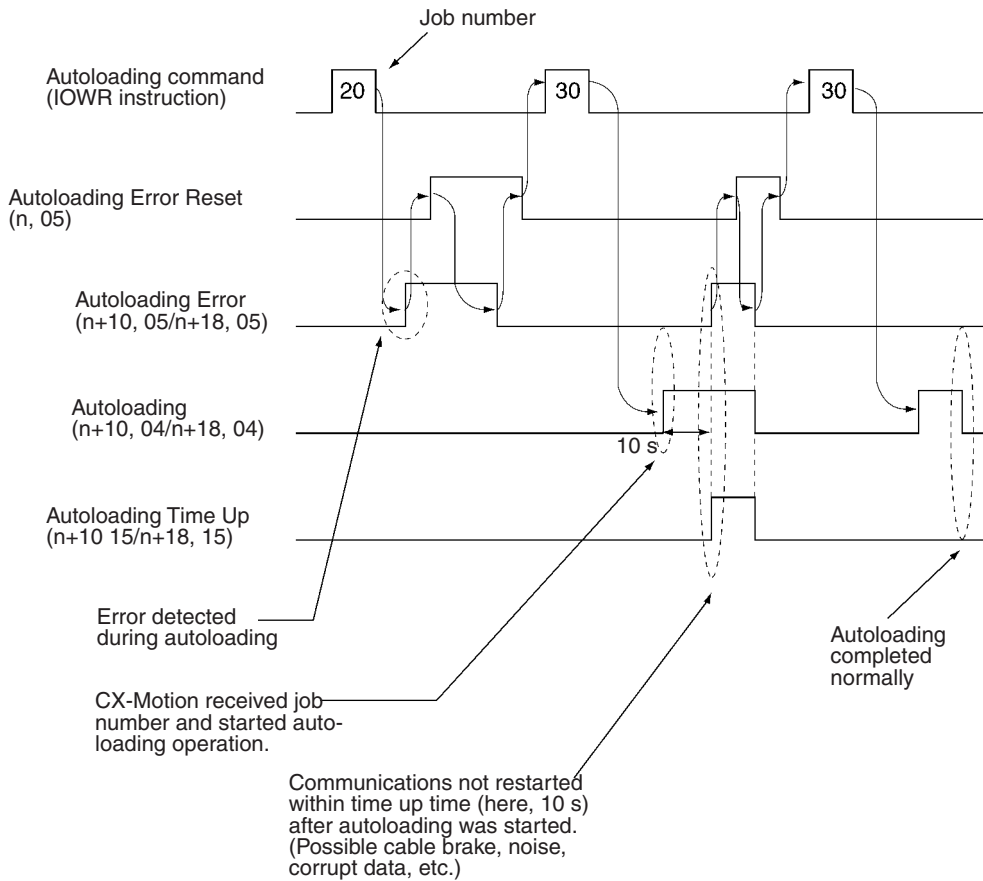 Job number
Autoloading command
(IOWR instruction)
20
30
30
Autoloading Error Reset
(n, 05)
Autoloading Error
(n+10, 05/n+18, 05)
Autoloading
(n+10, 04/n+18, 04)
10 s
Autoloading Time Up
(n+10 15/n+18, 15)
Error detected
during autoloading
Autoloading
completed
normally
CX-Motion received job
number and started auto-
loading operation.
Communications not restarted
within time up time (here, 10 s)
after autoloading was started.
(Possible cable brake, noise,
corrupt data, etc.)